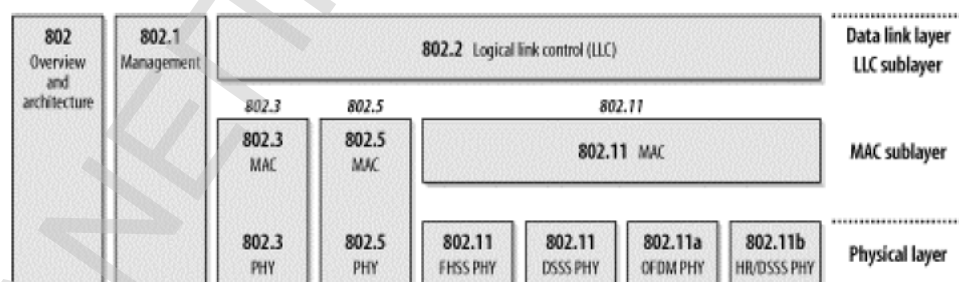 802
Overview
and
architecture
802.1
Management
802.2 Logical link control (LLC)
Data link layer
LLC sublayer
802.3
802.5
802.11
802.3
MAC
802.5
MAC
802.11 MAC
MAC sublayer
802.3
PHY
802.5
PHY
802.11
FHSS PHY
802.11
DSSS PHY
802.11a
OFDM PHY
802.11b
HR/DSSS PHY
Physical layer